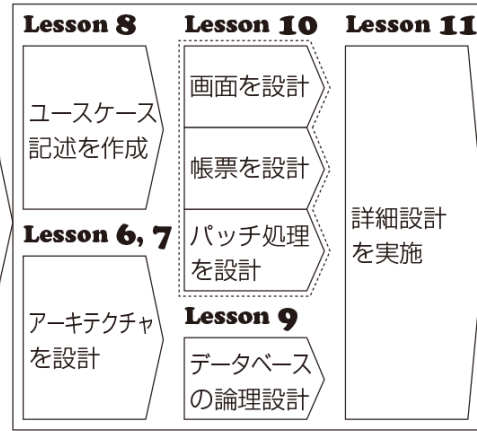 Lesson 8
ユースケース
記述を作成
Lesson 6, 7
アーキテクチャ
を設計
Lesson 10
画面を設計
帳票を設計
パッチ処理
を設計
Lesson 9
データベース
の論理設計
Lesson 11
詳細設計
を実施